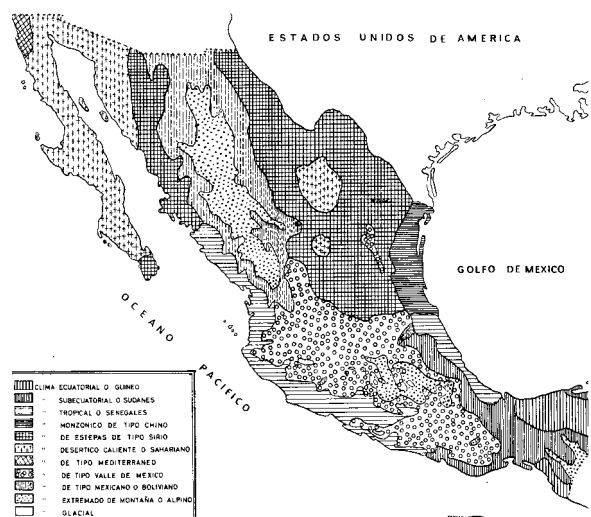 ESTADOS UNIDOS DE AMERICA
GOLFO DE MEXICO
OCEANO
PACIFICO
CLIMA ECUATORIAL O GUINEO
" SUBECUATORIAL O SUDANES
" TROPICAL O SENEGALES
" MONZONICO DE TIPO CHINO
" DE ESTEPAS DE TIPO SIRIO
" DESERTICO CALIENTE O SAHARIANO
" DE TIPO MEDITERRANEO
" DE TIPO VALLE DE MEXICO
" DE TIPO MEXICANO O BOLIVIANO
" EXTREMADO DE MONTAÑA O ALPINO
" GLACIAL